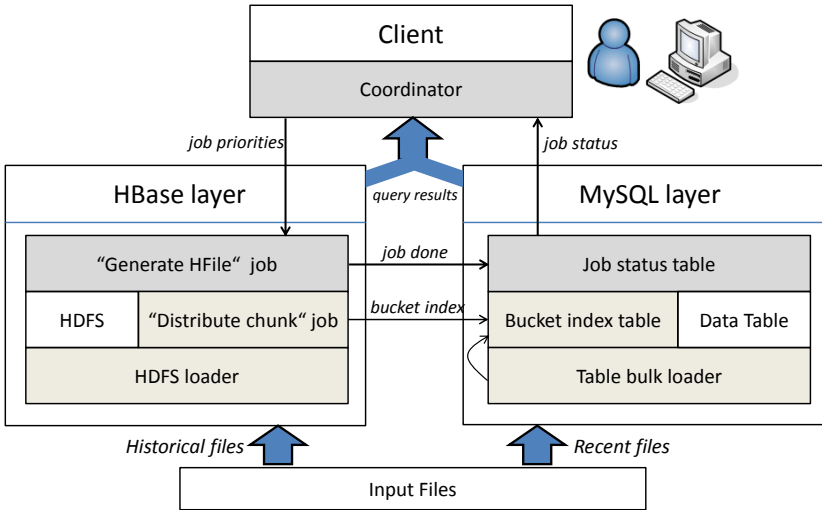 Client
Coordinator
job priorities
job status
HBase layer
query results
MySQL layer
“Generate HFile“ job
job done
Job status table
HDFS
“Distribute chunk“ job
bucket index
Bucket index table
Data Table
HDFS loader
Table bulk loader
Historical files
Recent files
Input Files